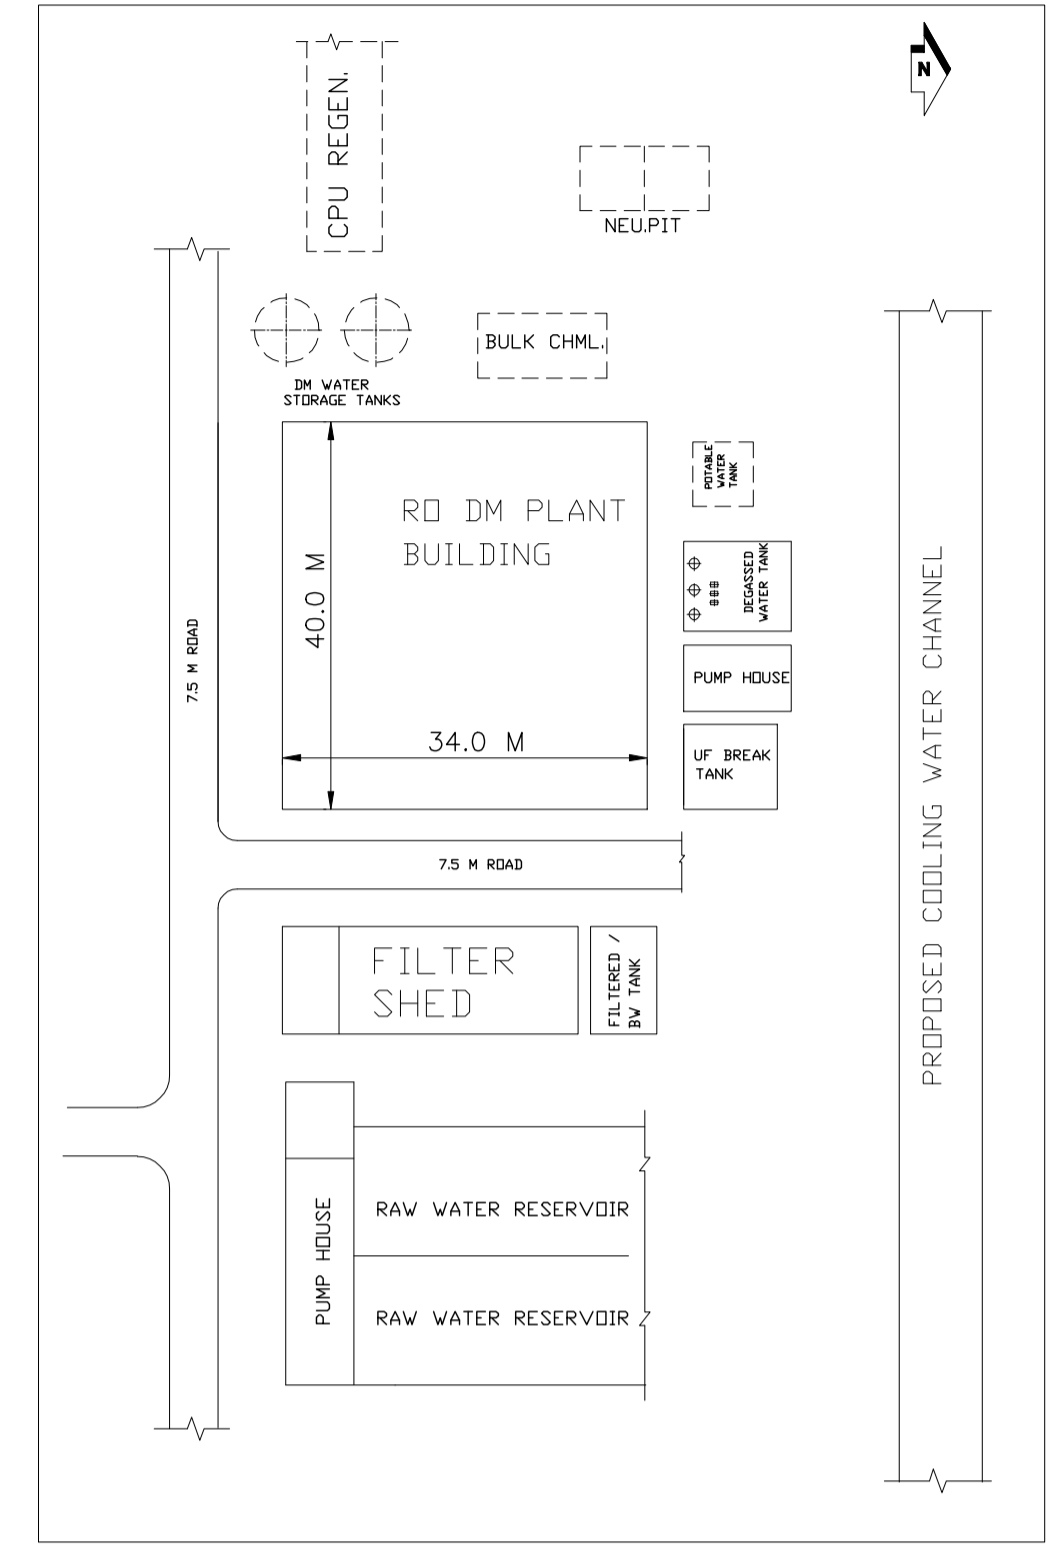 N
CPU REGEN.
NEU.PIT
BULK CHML.
DM WATER
STORAGE TANKS
POTABLE
WATER
TANK
RO DM PLANT
BUILDING
40.0 M
34.0 M
DEGASSED
WATER TANK
PUMP HOUSE
UF BREAK
TANK
7.5 M ROAD
7.5 M ROAD
PROPOSED COOLING WATER CHANNEL
FILTER
SHED
FILTERED /
BW TANK
PUMP HOUSE
RAW WATER RESERVOIR
RAW WATER RESERVOIR